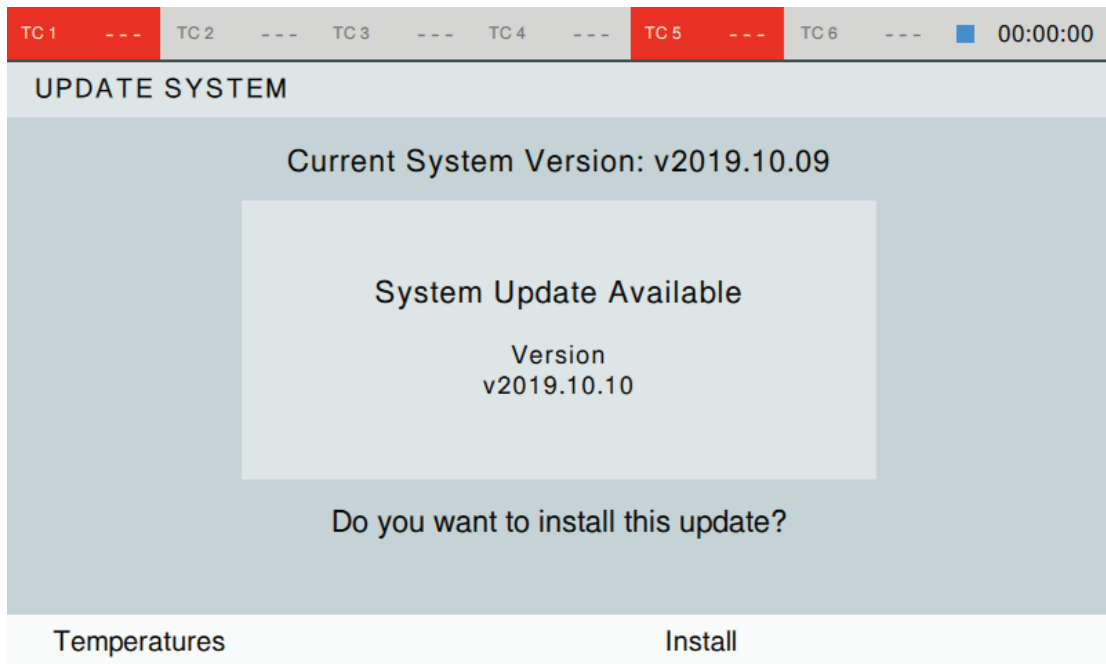 TC 1 --- TC 2 --- TC 3 --- TC 4 --- TC 5 --- TC 6 --- 00:00:00
UPDATE SYSTEM
Current System Version: v2019.10.09
System Update Available
Version
v2019.10.10
Do you want to install this update?
Temperatures Install